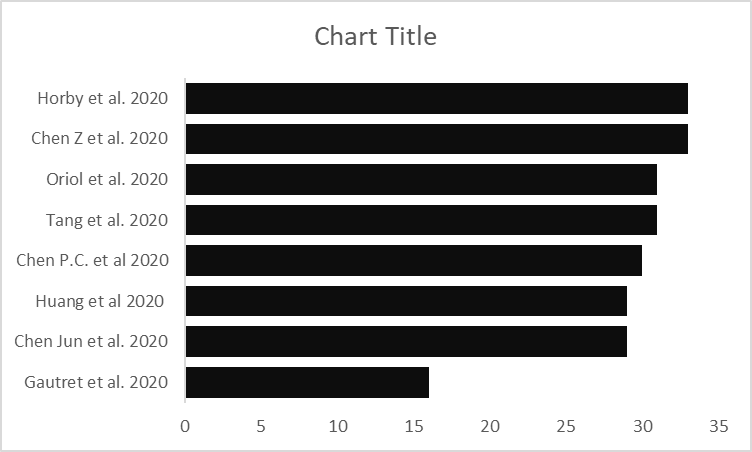 Chart Title
Horby et al. 2020
Chen Z et al. 2020
Oriol et al. 2020
Tang et al. 2020
Chen P.C. et al 2020
Huang et al 2020
Chen Jun et al. 2020
Gautret et al. 2020
0 5 10 15 20 25 30 35